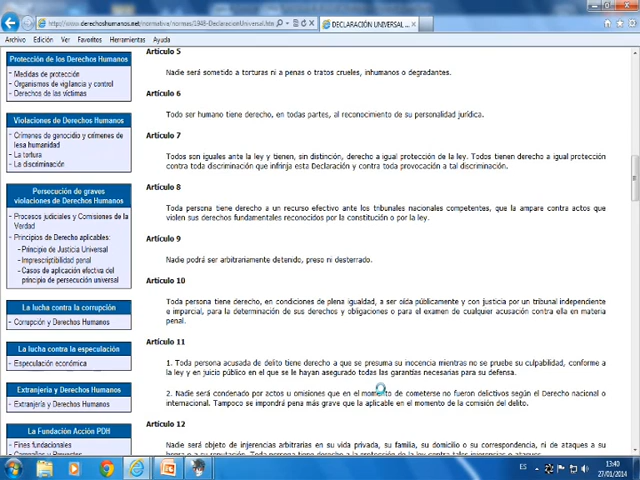 http://www.derechoshumanos.net/normativa/normas/1948-DeclaracionUniversal.htm
DECLARACIÓN UNIVERSAL ...
Archivo Edición Ver Favoritos Herramientas Ayuda
Protección de los Derechos Humanos
- Medidas de protección
- Organismos de vigilancia y control
- Derechos de las víctimas
Violaciones de Derechos Humanos
- Crímenes de genocidio y crímenes de
lesa humanidad
- La tortura
- La discriminación
Persecución de graves
violaciones de Derechos Humanos
- Procesos judiciales y Comisiones de la
Verdad
- Principios de Derecho aplicables:
- Principio de Justicia Universal
- Imprescriptibilidad penal
- Casos de aplicación efectiva del
principio de persecución universal
La lucha contra la corrupción
- Corrupción y Derechos Humanos
La lucha contra la especulación
- Especulación económica
Extranjería y Derechos Humanos
- Extranjería y Derechos Humanos
La Fundación Acción PDH
- Fines fundacionales
Artículo 5
Nadie será sometido a torturas ni a penas o tratos crueles, inhumanos o degradantes.
Artículo 6
Todo ser humano tiene derecho, en todas partes, al reconocimiento de su personalidad jurídica.
Artículo 7
Todos son iguales ante la ley y tienen, sin distinción, derecho a igual protección de la ley. Todos tienen derecho a igual protección
contra toda discriminación que infrinja esta Declaración y contra toda provocación a tal discriminación.
Artículo 8
Toda persona tiene derecho a un recurso efectivo ante los tribunales nacionales competentes, que la ampare contra actos que
violen sus derechos fundamentales reconocidos por la constitución o por la ley.
Artículo 9
Nadie podrá ser arbitrariamente detenido, preso ni desterrado.
Artículo 10
Toda persona tiene derecho, en condiciones de plena igualdad, a ser oída públicamente y con justicia por un tribunal independiente
e imparcial, para la determinación de sus derechos y obligaciones o para el examen de cualquier acusación contra ella en materia
penal.
Artículo 11
1. Toda persona acusada de delito tiene derecho a que se presuma su inocencia mientras no se pruebe su culpabilidad, conforme a
la ley y en juicio público en el que se le hayan asegurado todas las garantías necesarias para su defensa.
2. Nadie será condenado por actos u omisiones que en el momento de cometerse no fueron delictivos según el Derecho nacional o
internacional. Tampoco se impondrá pena más grave que la aplicable en el momento de la comisión del delito.
Artículo 12
Nadie será objeto de injerencias arbitrarias en su vida privada, su familia, su domicilio o su correspondencia, ni de ataques a su
ES
13:40
27/01/2014